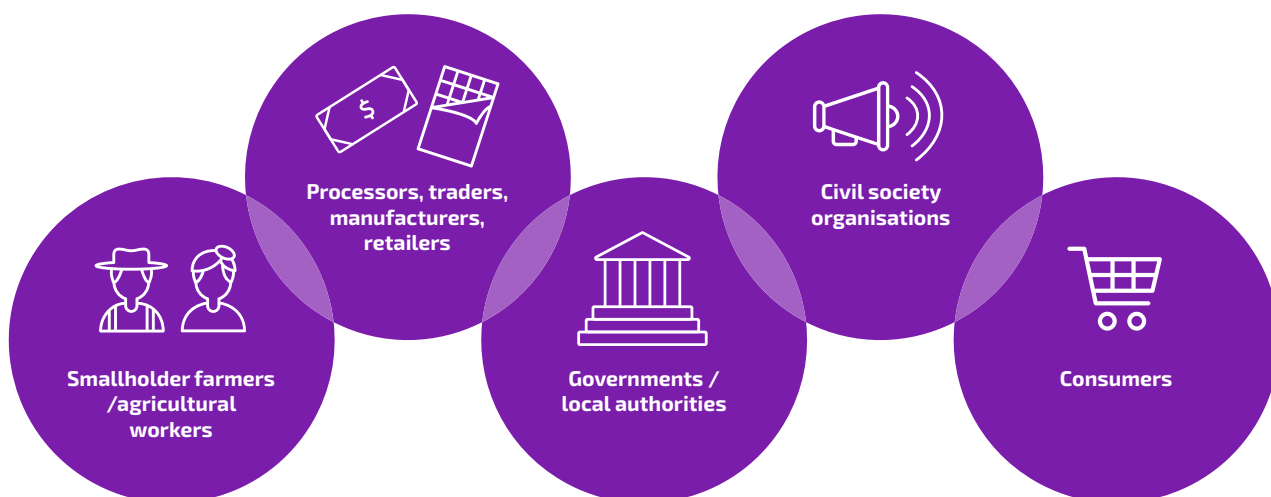 Smallholder farmers
/agricultural
workers
Processors, traders,
manufacturers,
retailers
$
Governments /
local authorities
Civil society
organisations
Consumers